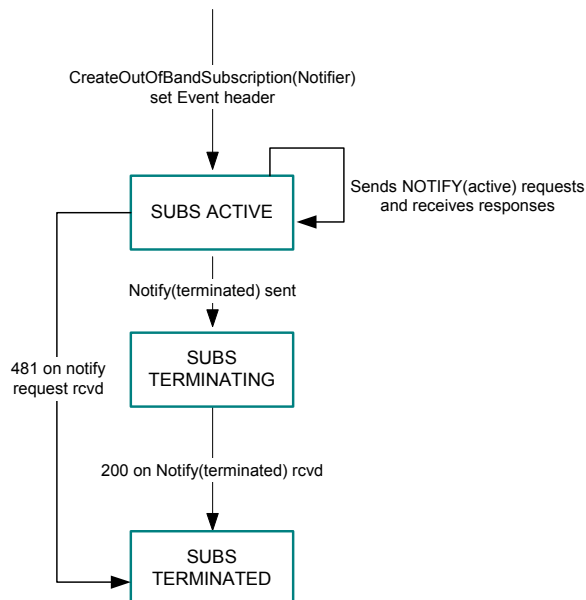 CreateOutOfBandSubscription(Notifier)
set Event header
Sends NOTIFY(active) requests
and receives responses
SUBS ACTIVE
Notify(terminated) sent
SUBS
TERMINATING
481 on notify
request rcvd
200 on Notify(terminated) rcvd
SUBS
TERMINATED